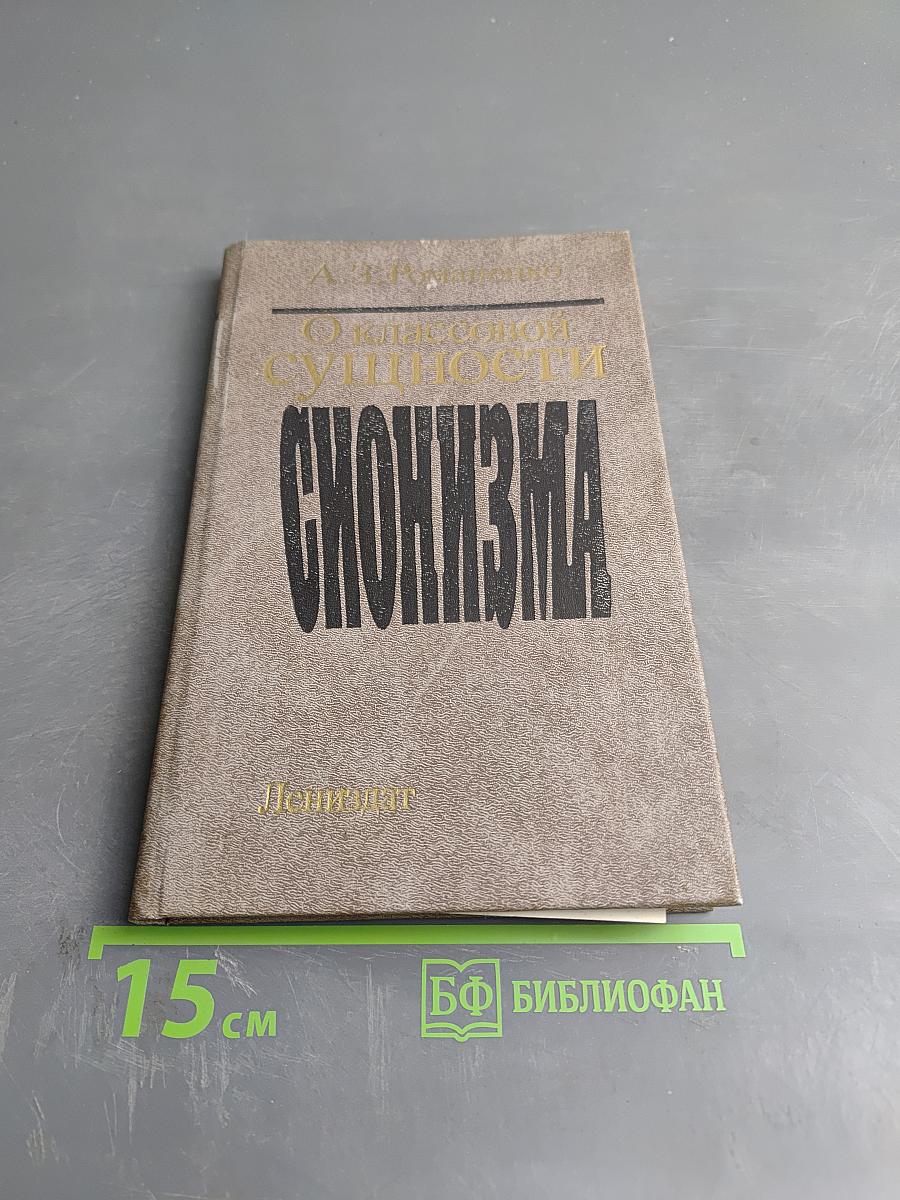 А. З. Романенко
О классовой
сущности
сионизма
Лениздат
15 см
БФ БИБЛИОФАН